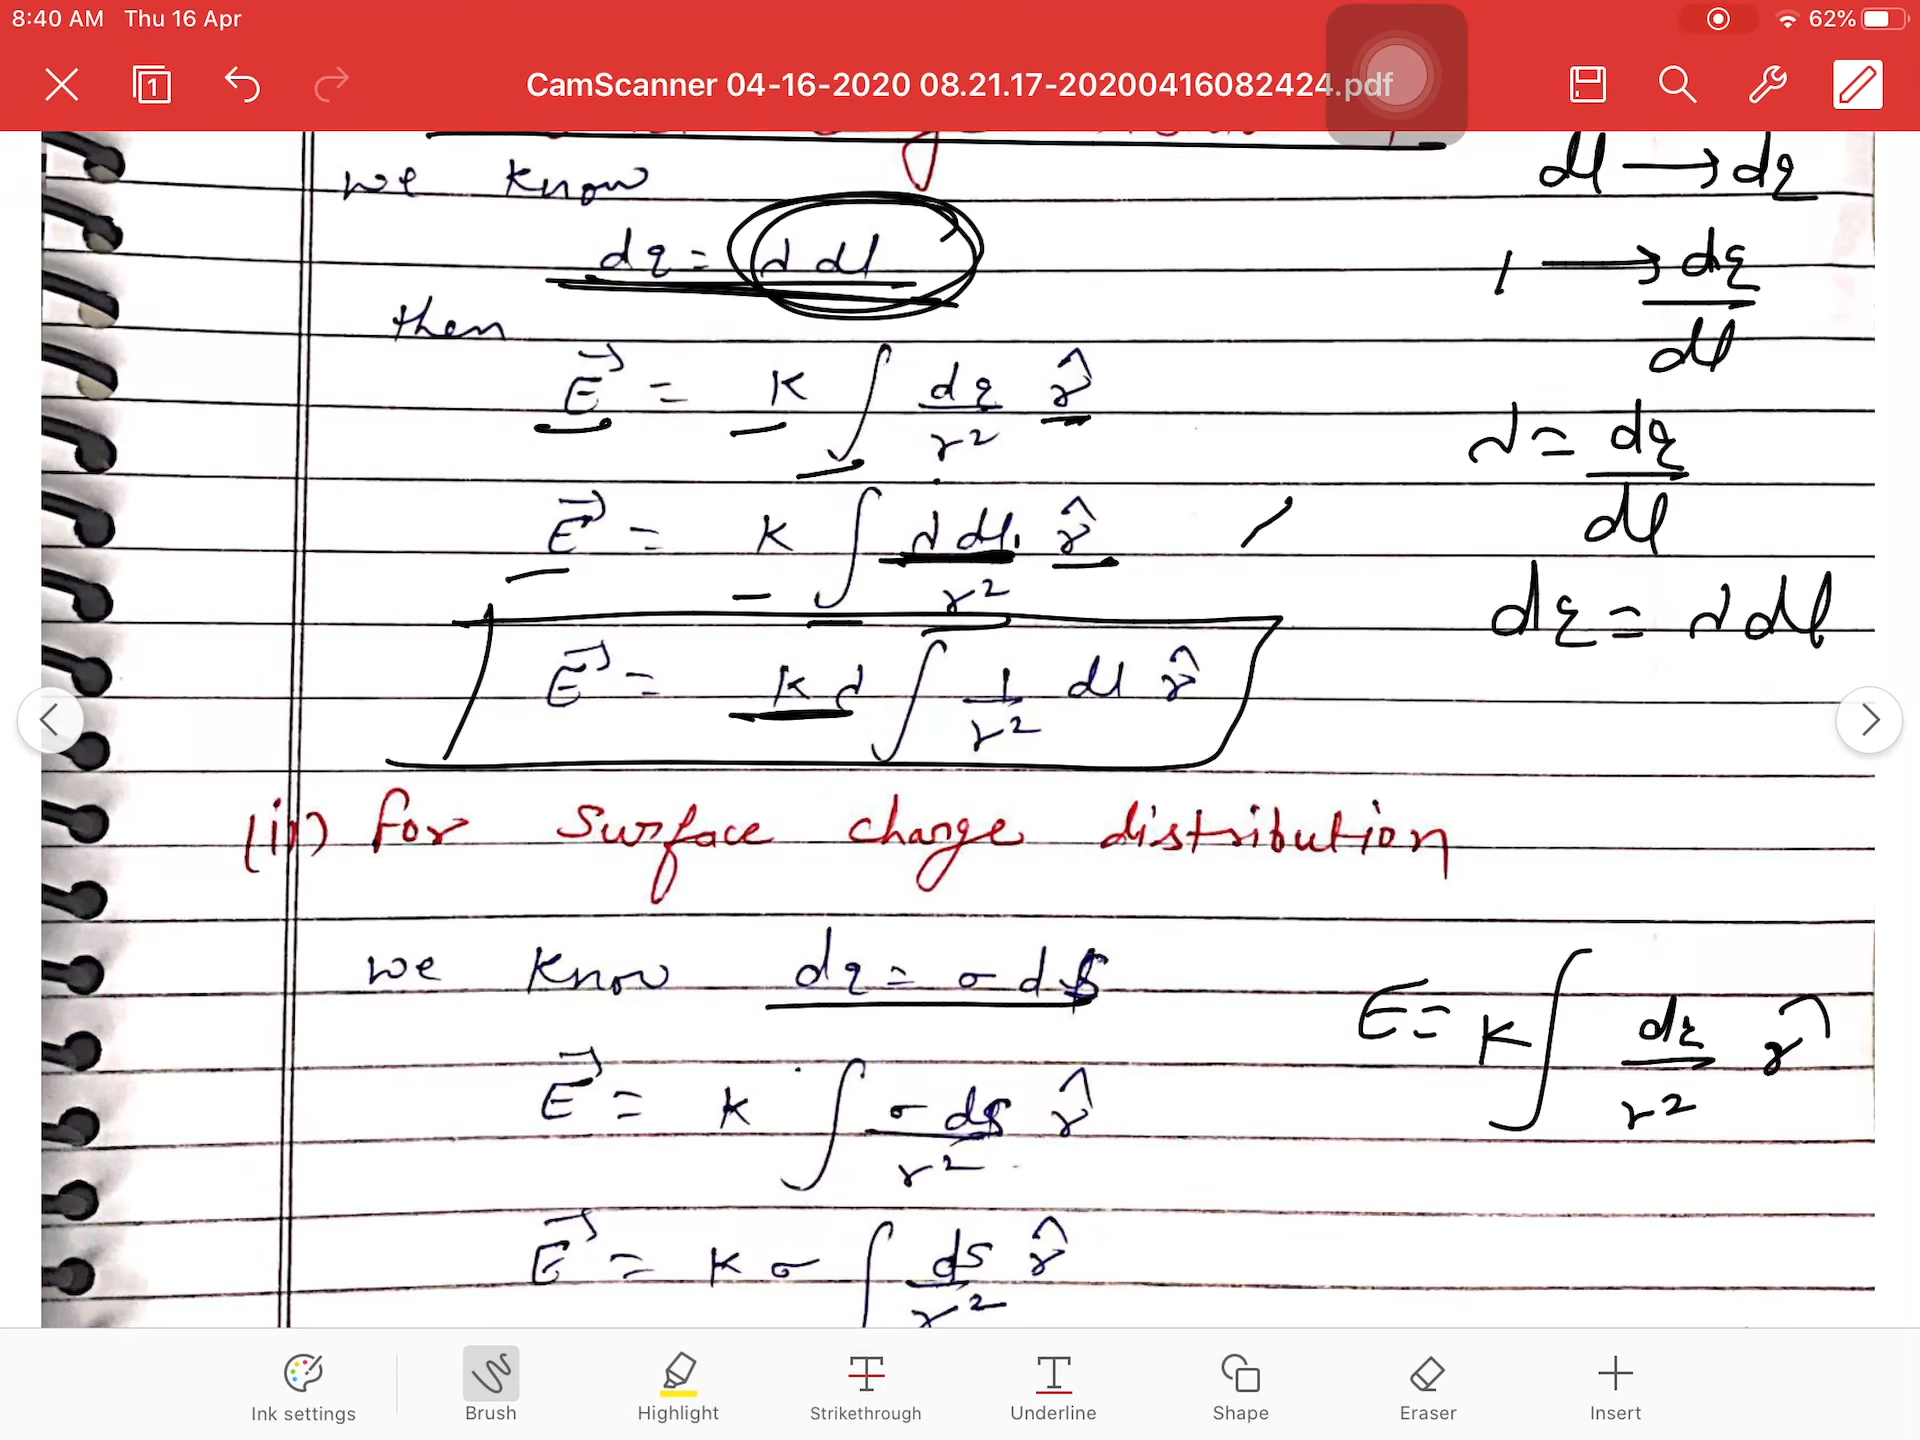 8:40 AM Thu 16 Apr 62%
1 CamScanner 04-16-2020 08.21.17-20200416082424.pdf
we know
dq = λ dl
then
E⃗ = K ∫ dq/r² r̂
E⃗ = K ∫ λ dl/r² r̂
E⃗ = Kλ ∫ 1/r² dl r̂
dl → dq
1 → dq/dl
λ = dq/dl
dq = λ dl
(ii) for surface charge distribution
we know dq = σ ds
E⃗ = K ∫ σ ds/r² r̂
E⃗ = K σ ∫ ds/r² r̂
E = K ∫ dq/r² r̂
Ink settings Brush Highlight Strikethrough Underline Shape Eraser Insert